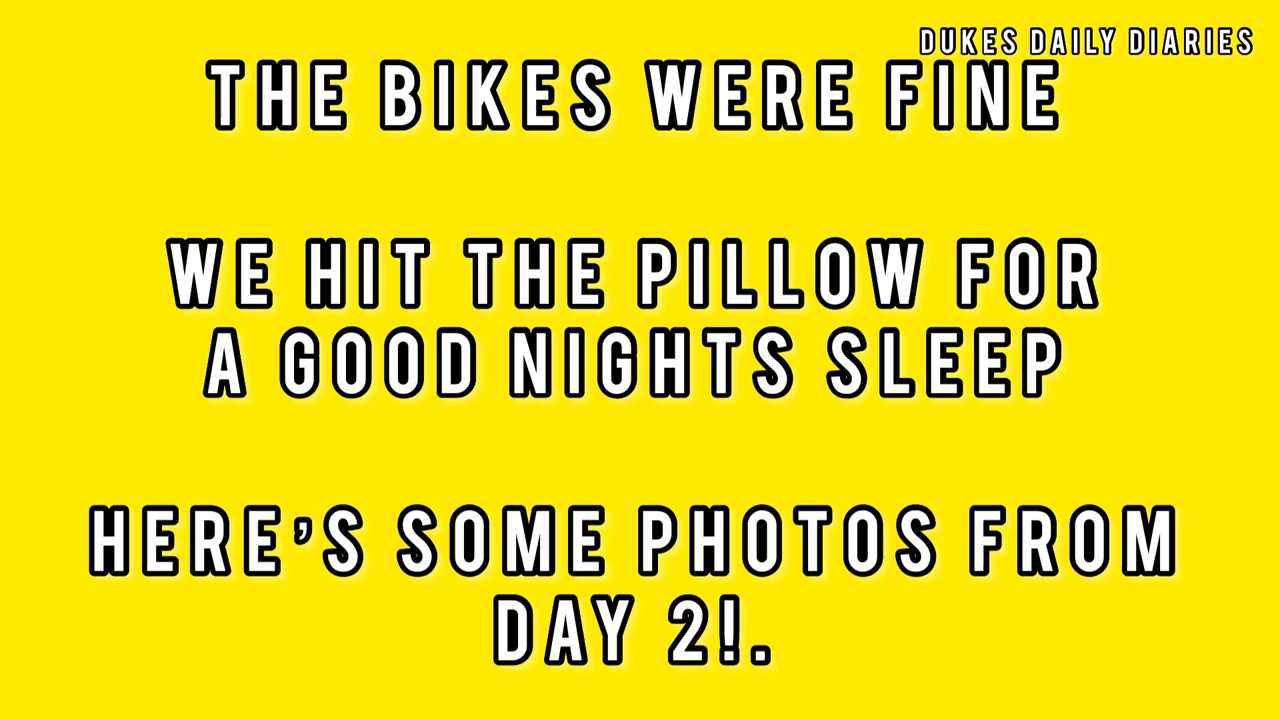 DUKES DAILY DIARIES
THE BIKES WERE FINE
WE HIT THE PILLOW FOR
A GOOD NIGHTS SLEEP
HERE’S SOME PHOTOS FROM
DAY 2!.